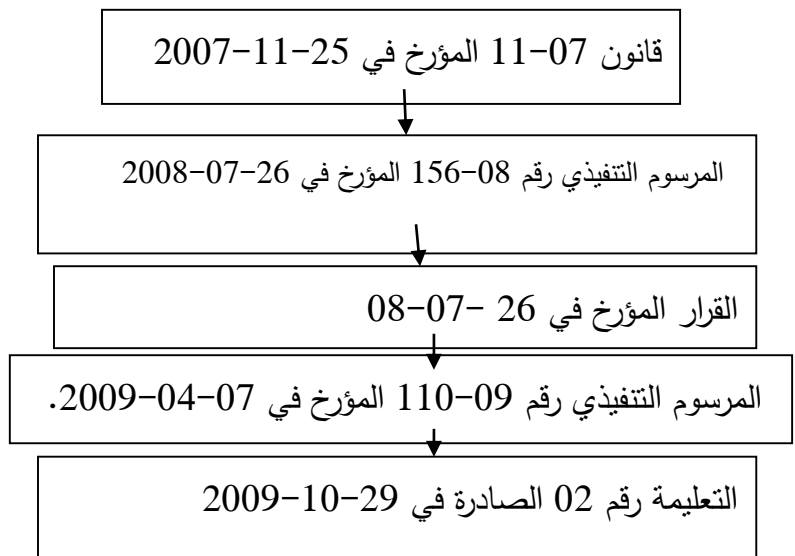 قانون 07-11 المؤرخ في 25-11-2007
المرسوم التنفيذي رقم 08-156 المؤرخ في 26-07-2008
القرار المؤرخ في 26 -07-08
المرسوم التنفيذي رقم 09-110 المؤرخ في 07-04-2009.
التعليمة رقم 02 الصادرة في 29-10-2009